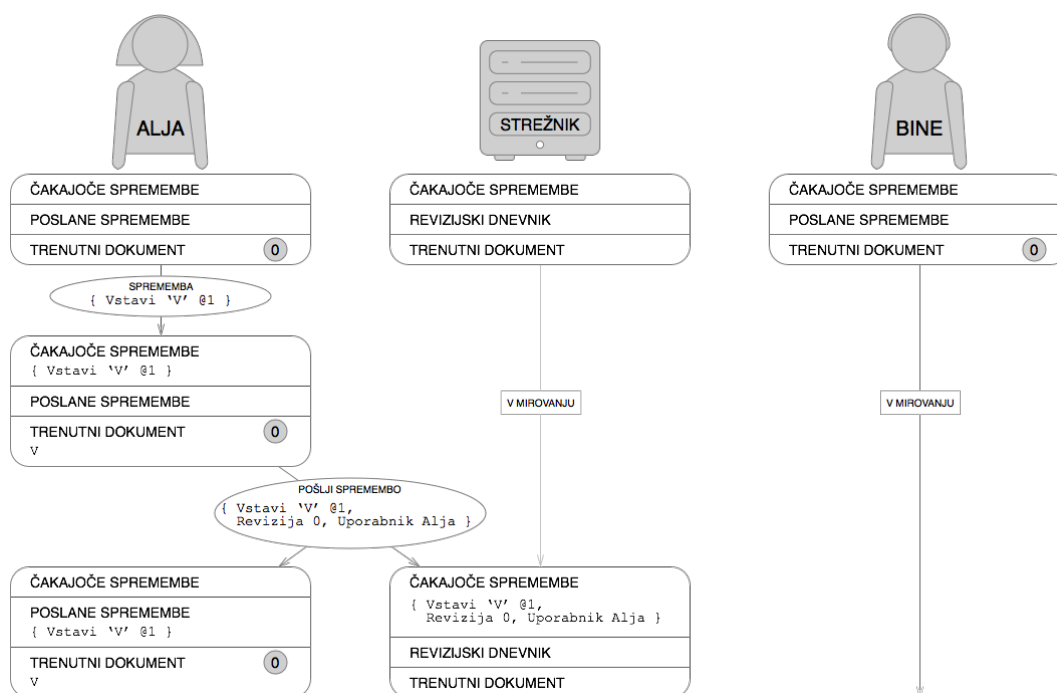 ALJA
STREŽNIK
BINE
ČAKAJOČE SPREMEMBE
POSLANE SPREMEMBE
TRENUTNI DOKUMENT 0
ČAKAJOČE SPREMEMBE
REVIZIJSKI DNEVNIK
TRENUTNI DOKUMENT
ČAKAJOČE SPREMEMBE
POSLANE SPREMEMBE
TRENUTNI DOKUMENT 0
SPREMEMBA
{ Vstavi ‘V’ @1 }
ČAKAJOČE SPREMEMBE
{ Vstavi ‘V’ @1 }
POSLANE SPREMEMBE
TRENUTNI DOKUMENT 0
V
V MIROVANJU
V MIROVANJU
POŠLJI SPREMEMBO
{ Vstavi ‘V’ @1,
Revizija 0, Uporabnik Alja }
ČAKAJOČE SPREMEMBE
POSLANE SPREMEMBE
{ Vstavi ‘V’ @1 }
TRENUTNI DOKUMENT 0
V
ČAKAJOČE SPREMEMBE
{ Vstavi ‘V’ @1,
Revizija 0, Uporabnik Alja }
REVIZIJSKI DNEVNIK
TRENUTNI DOKUMENT